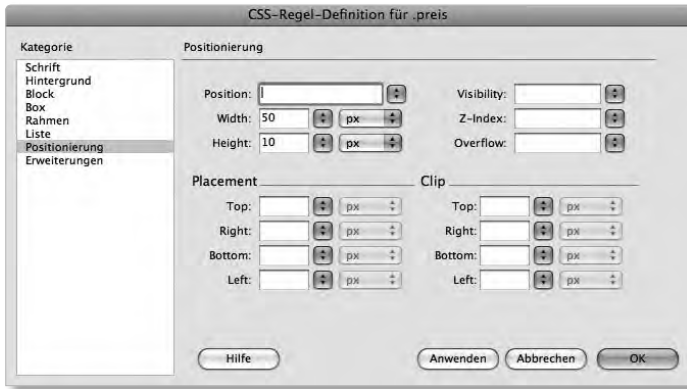 CSS-Regel-Definition für .preis
Kategorie
Schrift
Hintergrund
Block
Box
Rahmen
Liste
Positionierung
Erweiterungen
Positionierung
Position:
Width: 50 px
Height: 10 px
Visibility:
Z-Index:
Overflow:
Placement
Top: px
Right: px
Bottom: px
Left: px
Clip
Top: px
Right: px
Bottom: px
Left: px
Hilfe
Anwenden
Abbrechen
OK